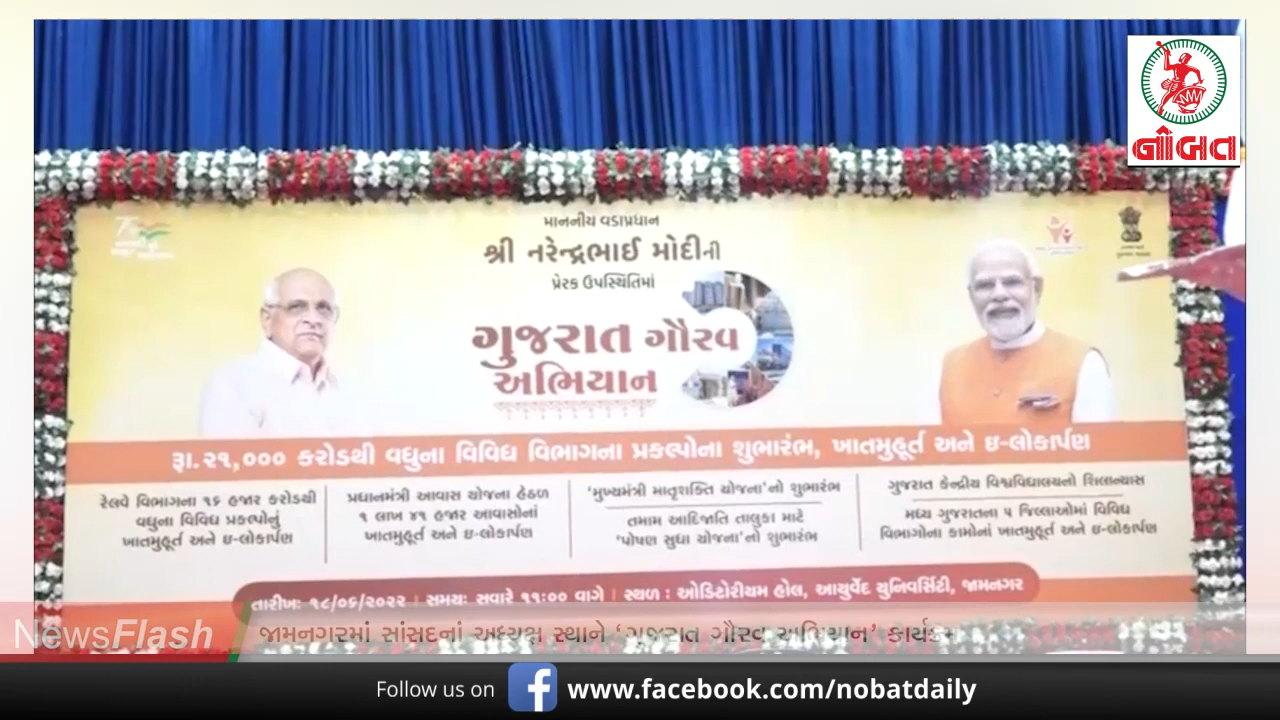 નોબત
માનનીય વડાપ્રધાન
શ્રી નરેન્દ્રભાઈ મોદીની
પ્રેરક ઉપસ્થિતિમાં
ગુજરાત ગૌરવ
અભિયાન
રૂા.૨૧,૦૦૦ કરોડથી વધુના વિવિધ વિભાગના પ્રકલ્પોના શુભારંભ, ખાતમુહૂર્ત અને ઇ-લોકાર્પણ
રેલવે વિભાગના ૧૬ હજાર કરોડથી
વધુના વિવિધ પ્રકલ્પોનું
ખાતમુહૂર્ત અને ઇ-લોકાર્પણ
પ્રધાનમંત્રી આવાસ યોજના હેઠળ
૧ લાખ ૪૧ હજાર આવાસોનાં
ખાતમુહૂર્ત અને ઇ-લોકાર્પણ
'મુખ્યમંત્રી માતૃશક્તિ યોજના'નો શુભારંભ
તમામ આદિજાતિ તાલુકા માટે
'પોષણ સુધા યોજના'નો શુભારંભ
ગુજરાત કેન્દ્રીય વિશ્વવિદ્યાલયનો શિલાન્યાસ
મધ્ય ગુજરાતના ૫ જિલ્લાઓમાં વિવિધ
વિભાગોના કામોનાં ખાતમુહૂર્ત અને ઇ-લોકાર્પણ
તારીખઃ ૧૮/૦૬/૨૦૨૨ | સમયઃ સવારે ૧૧:૦૦ વાગે | સ્થળ : ઓડિટોરીયમ હોલ, આયુર્વેદ યુનિવર્સિટી, જામનગર
NewsFlash
જામનગરમાં સાંસદનાં અધ્યક્ષ સ્થાને 'ગુજરાત ગૌરવ અભિયાન' કાર્યક્રમ
Follow us on
www.facebook.com/nobatdaily